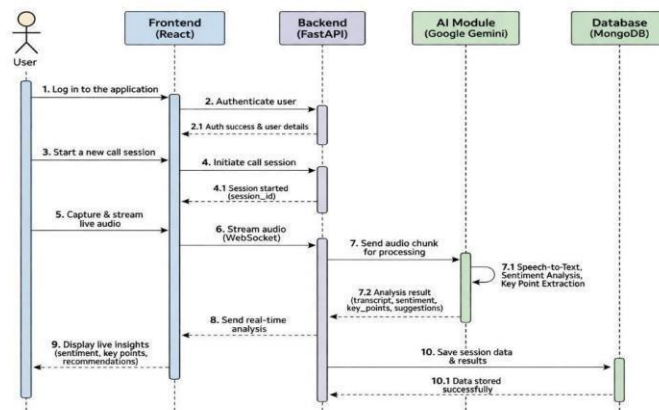 Frontend
(React)
Backend
(FastAPI)
AI Module
(Google Gemini)
Database
(MongoDB)
User
1. Log in to the application
2. Authenticate user
2.1 Auth success & user details
3. Start a new call session
4. Initiate call session
4.1 Session started
(session_id)
5. Capture & stream
live audio
6. Stream audio
(WebSocket)
7. Send audio chunk
for processing
7.1 Speech-to-Text,
Sentiment Analysis,
Key Point Extraction
7.2 Analysis result
(transcript, sentiment,
key_points, suggestions)
8. Send real-time
analysis
9. Display live insights
(sentiment, key points,
recommendations)
10. Save session data
& results
10.1 Data stored
successfully